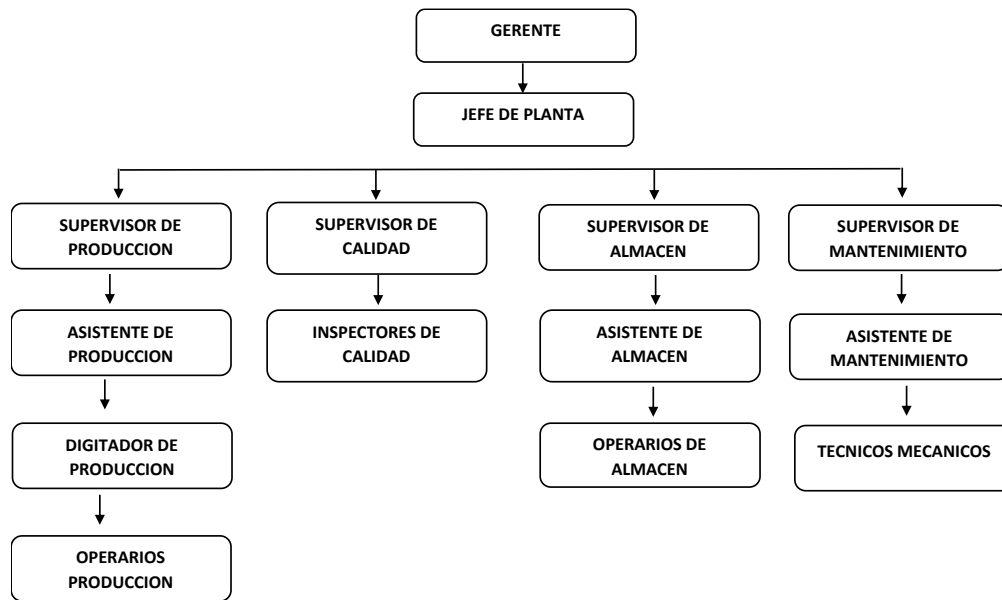 GERENTE
JEFE DE PLANTA
SUPERVISOR DE
PRODUCCION
SUPERVISOR DE
CALIDAD
SUPERVISOR DE
ALMACEN
SUPERVISOR DE
MANTENIMIENTO
ASISTENTE DE
PRODUCCION
INSPECTORES DE
CALIDAD
ASISTENTE DE
ALMACEN
ASISTENTE DE
MANTENIMIENTO
DIGITADOR DE
PRODUCCION
OPERARIOS DE
ALMACEN
TECNICOS MECANICOS
OPERARIOS
PRODUCCION